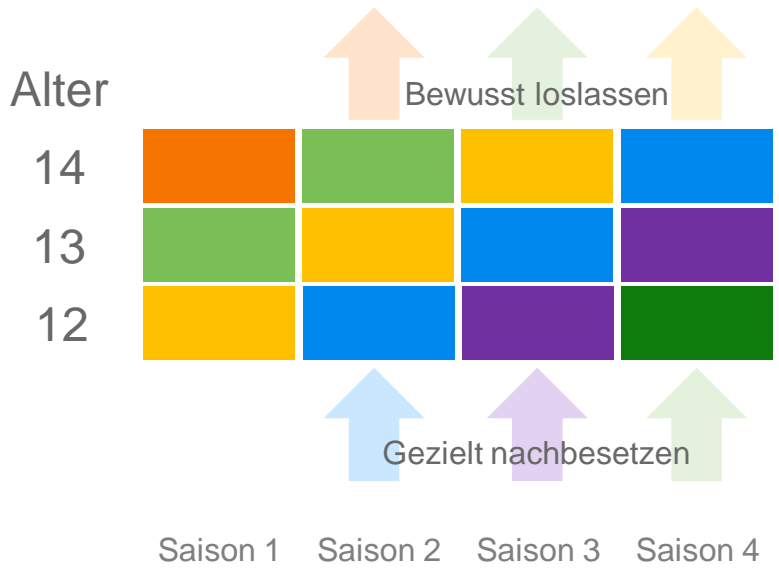 Alter
Bewusst loslassen
14
13
12
Gezielt nachbesetzen
Saison 1 Saison 2 Saison 3 Saison 4